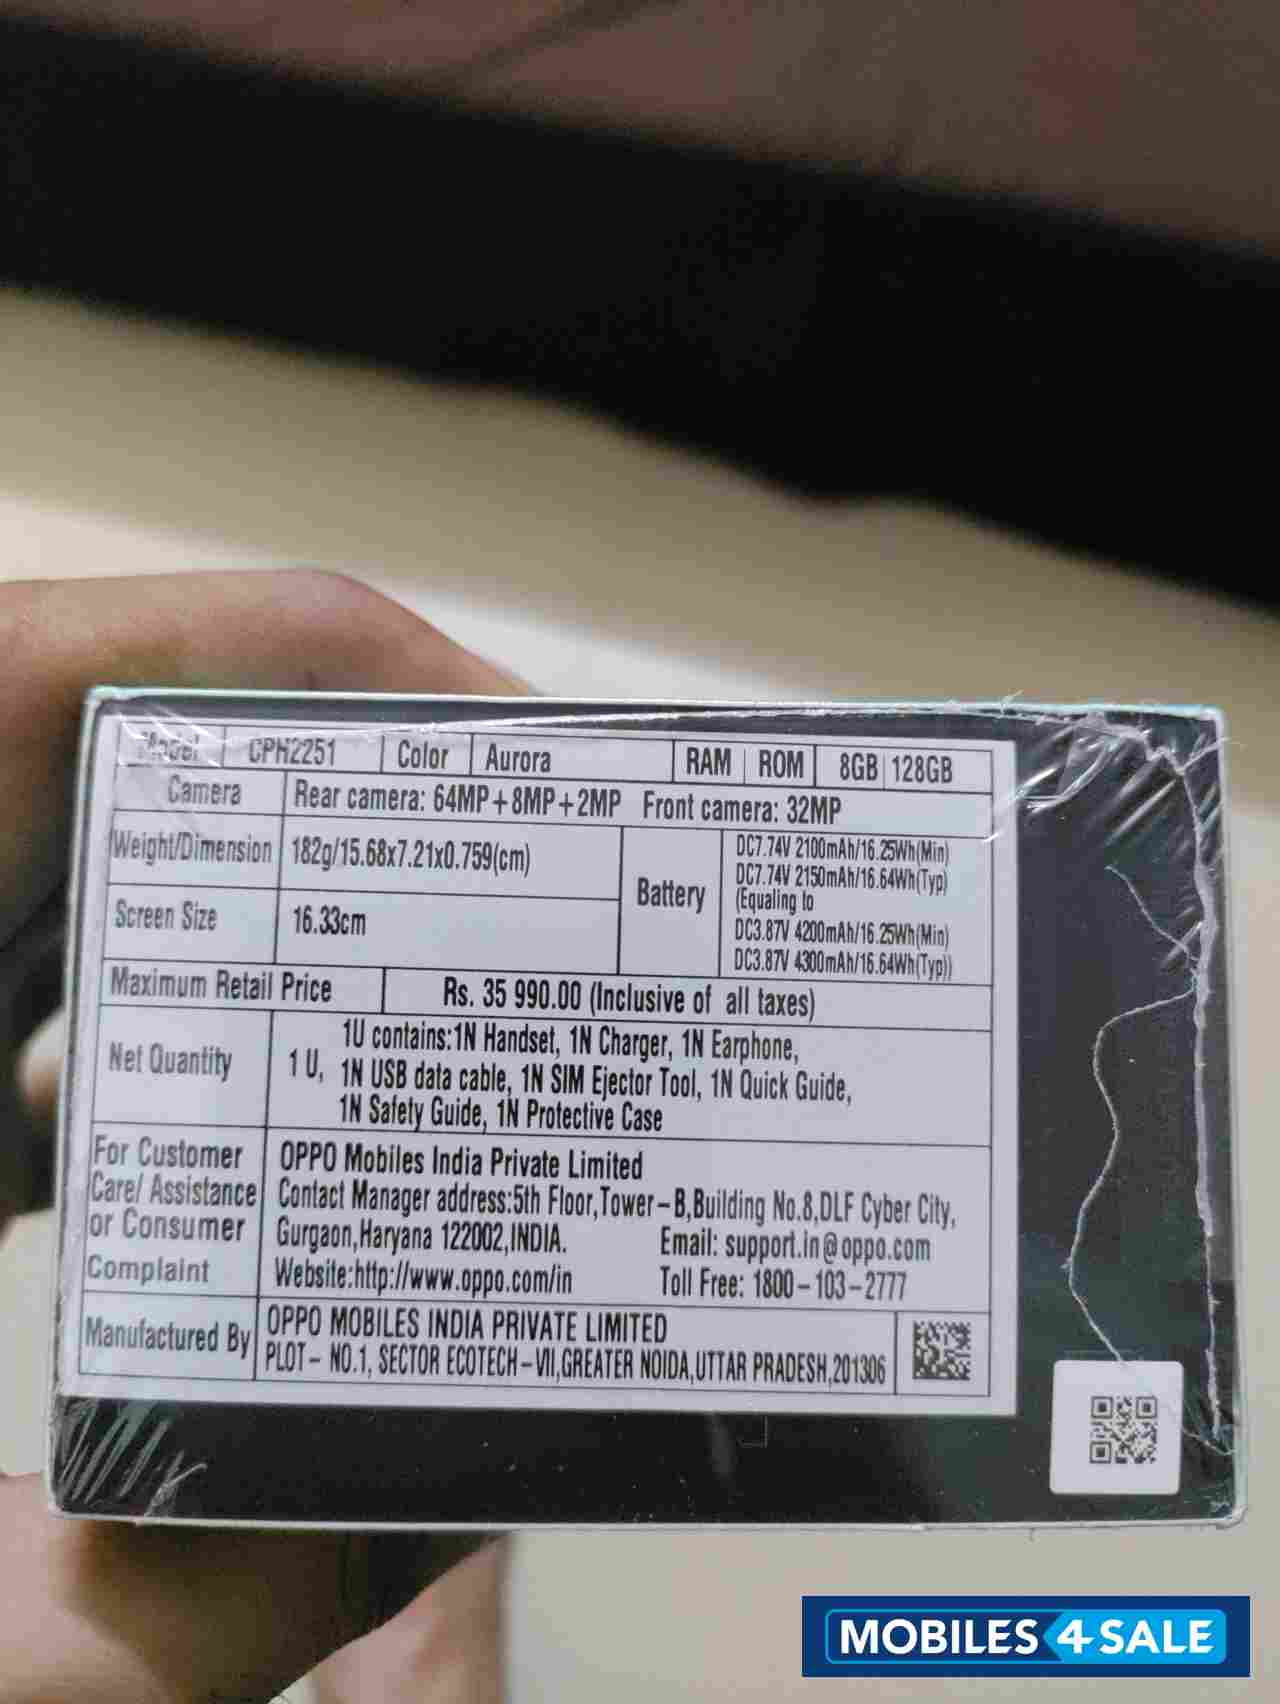 Model CPH2251 Color Aurora RAM ROM 8GB 128GB
Camera Rear camera: 64MP+8MP+2MP Front camera: 32MP
Weight/Dimension 182g/15.68x7.21x0.759(cm)
Screen Size 16.33cm
Battery
DC7.74V 2100mAh/16.25Wh(Min)
DC7.74V 2150mAh/16.64Wh(Typ)
(Equaling to
DC3.87V 4200mAh/16.25Wh(Min)
DC3.87V 4300mAh/16.64Wh(Typ))
Maximum Retail Price Rs. 35 990.00 (Inclusive of all taxes)
Net Quantity 1 U,
1U contains:1N Handset, 1N Charger, 1N Earphone,
1N USB data cable, 1N SIM Ejector Tool, 1N Quick Guide,
1N Safety Guide, 1N Protective Case
For Customer
Care/ Assistance
or Consumer
Complaint
OPPO Mobiles India Private Limited
Contact Manager address:5th Floor,Tower-B,Building No.8,DLF Cyber City,
Gurgaon,Haryana 122002,INDIA. Email: support.in@oppo.com
Website:http://www.oppo.com/in Toll Free: 1800-103-2777
Manufactured By
OPPO MOBILES INDIA PRIVATE LIMITED
PLOT- NO.1, SECTOR ECOTECH-VII,GREATER NOIDA,UTTAR PRADESH,201306
MOBILES 4 SALE